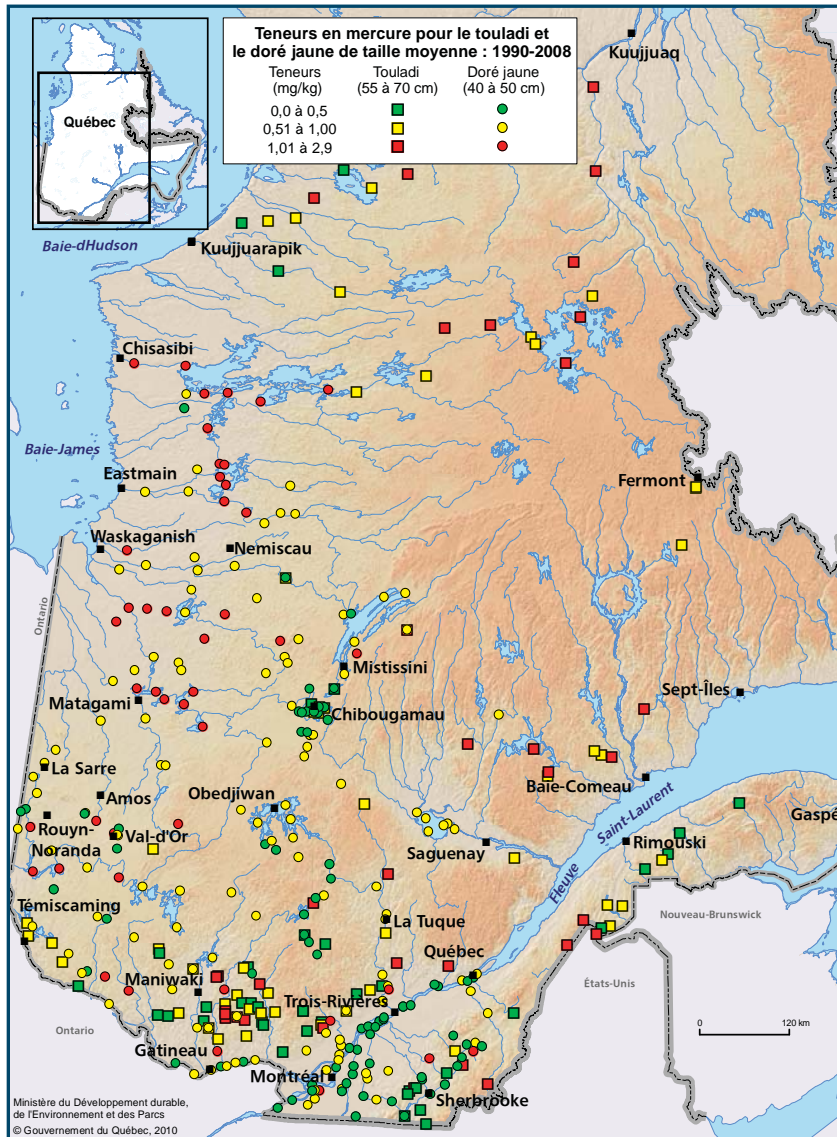 Teneurs en mercure pour le touladi et
le doré jaune de taille moyenne : 1990-2008
Teneurs
(mg/kg)
Touladi
(55 à 70 cm)
Doré jaune
(40 à 50 cm)
0,0 à 0,5
0,51 à 1,00
1,01 à 2,9
Québec
Kuujjuaq
Baie-dHudson
Kuujjuarapik
Chisasibi
Baie-James
Eastmain
Fermont
Waskaganish
Nemiscau
Ontario
Mistissini
Sept-Îles
Matagami
Chibougamau
La Sarre
Baie-Comeau
Amos
Obedjiwan
Saint-Laurent
Fleuve
Gaspé
Rouyn-
Noranda
Val-d'Or
Saguenay
Rimouski
Témiscaming
La Tuque
Nouveau-Brunswick
Québec
Maniwaki
Trois-Rivières
États-Unis
Ontario
Gatineau
0
120 km
Montréal
Sherbrooke
Ministère du Développement durable,
de l'Environnement et des Parcs
© Gouvernement du Québec, 2010